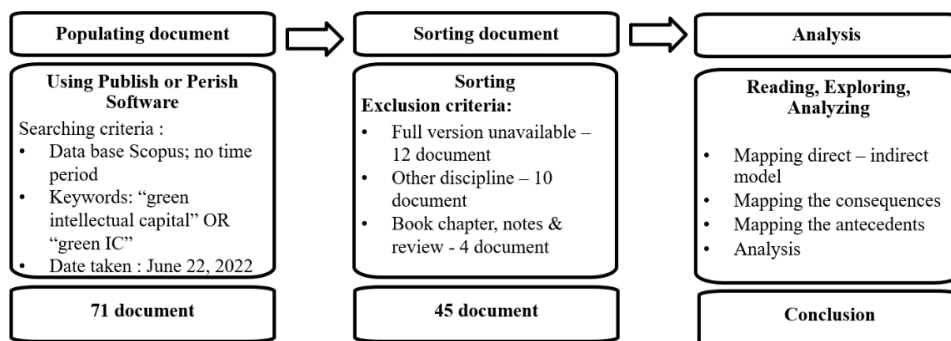 Populating document
Using Publish or Perish
Software
Searching criteria :
• Data base Scopus; no time
period
• Keywords: “green
intellectual capital” OR
“green IC”
• Date taken : June 22, 2022
71 document
Sorting document
Sorting
Exclusion criteria:
• Full version unavailable –
12 document
• Other discipline – 10
document
• Book chapter, notes &
review - 4 document
45 document
Analysis
Reading, Exploring,
Analyzing
• Mapping direct – indirect
model
• Mapping the consequences
• Mapping the antecedents
• Analysis
Conclusion